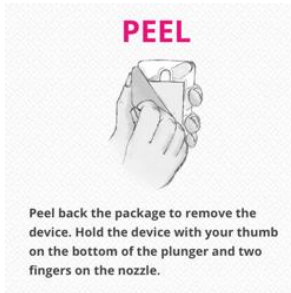 PEEL
Peel back the package to remove the
device. Hold the device with your thumb
on the bottom of the plunger and two
fingers on the nozzle.